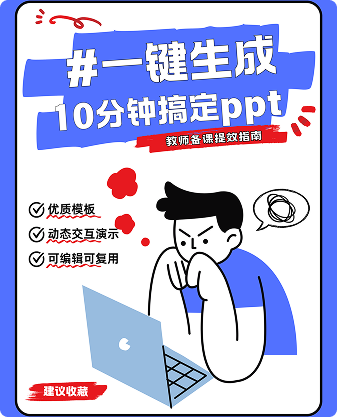 #一键生成
10分钟搞定ppt
教师备课提效指南
优质模板
动态交互演示
可编辑可复用
建议收藏